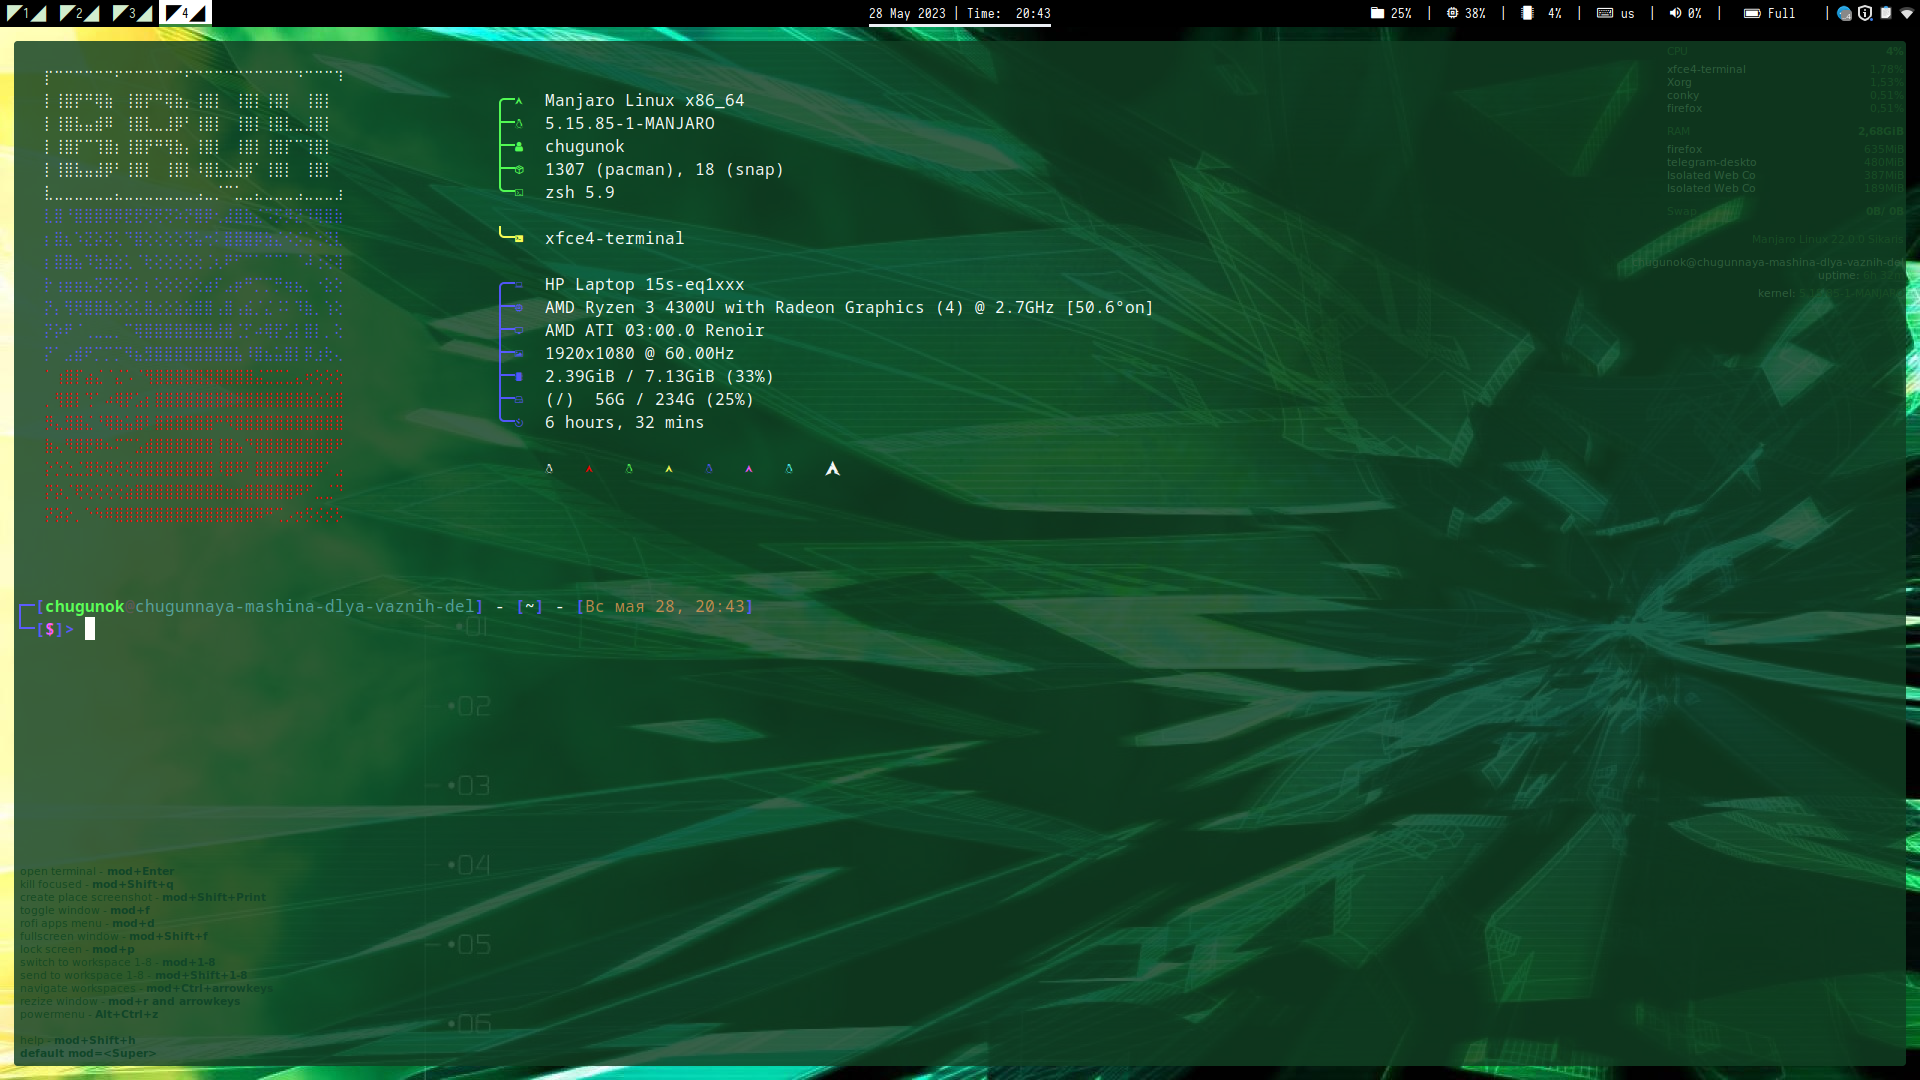 1 2 3 4
28 May 2023 | Time: 20:43
25% | 38% | 4% | us | 0% | Full |
CPU 4%
xfce4-terminal 1.78%
Xorg 1.53%
conky 0.51%
firefox 0.51%
RAM 2,68GiB
firefox 635MiB
telegram-deskto 480MiB
Isolated Web Co 387MiB
Isolated Web Co 189MiB
Swap 0B/ 0B
Manjaro Linux 22.0.0 Sikaris
chugunok@chugunnaya-mashina-dlya-vaznih-del
uptime: 6h 32m
kernel: 5.15.85-1-MANJARO
Manjaro Linux x86_64
5.15.85-1-MANJARO
chugunok
1307 (pacman), 18 (snap)
zsh 5.9
xfce4-terminal
HP Laptop 15s-eq1xxx
AMD Ryzen 3 4300U with Radeon Graphics (4) @ 2.7GHz [50.6°on]
AMD ATI 03:00.0 Renoir
1920x1080 @ 60.00Hz
2.39GiB / 7.13GiB (33%)
(/) 56G / 234G (25%)
6 hours, 32 mins
[chugunok@chugunnaya-mashina-dlya-vaznih-del] - [~] - [Вс мая 28, 20:43]
[$]>
•01
•02
•03
•04
•05
•06
open terminal - mod+Enter
kill focused - mod+Shift+q
create place screenshot - mod+Shift+Print
toggle window - mod+f
rofi apps menu - mod+d
fullscreen window - mod+Shift+f
lock screen - mod+p
switch to workspace 1-8 - mod+1-8
send to workspace 1-8 - mod+Shift+1-8
navigate workspaces - mod+Ctrl+arrowkeys
rezize window - mod+r and arrowkeys
powermenu - Alt+Ctrl+z
help - mod+Shift+h
default mod=<Super>